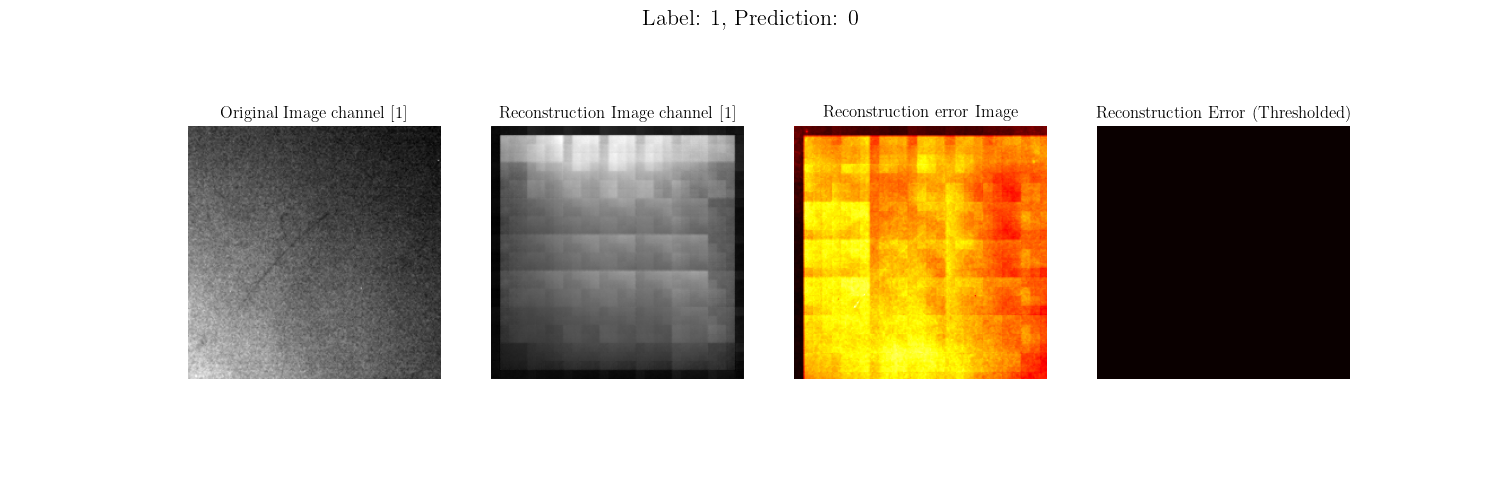 Label: 1, Prediction: 0
Original Image channel [1]
Reconstruction Image channel [1]
Reconstruction error Image
Reconstruction Error (Thresholded)